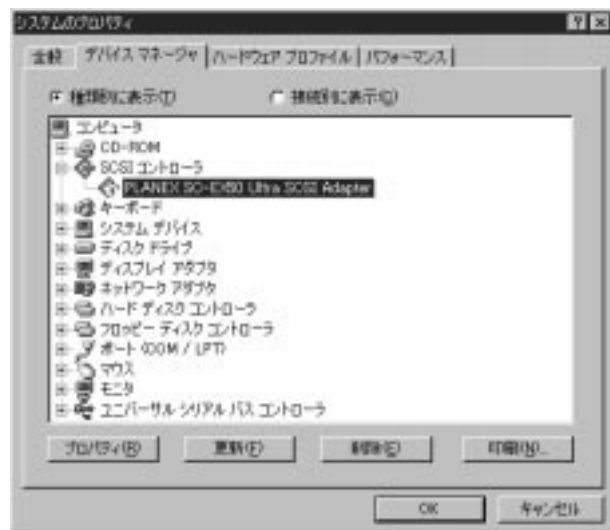 システムのプロパティ
全般 デバイス マネージャ ハードウェア プロファイル パフォーマンス
種類別に表示(T) 接続別に表示(C)
コンピュータ
CD-ROM
SCSI コントローラ
PLANEX SC-EX60 Ultra SCSI Adapter
キーボード
システム デバイス
ディスク ドライブ
ディスプレイ アダプタ
ネットワーク アダプタ
ハード ディスク コントローラ
フロッピー ディスク コントローラ
ポート (COM / LPT)
マウス
モニタ
ユニバーサル シリアル バス コントローラ
プロパティ(R) 更新(F) 削除(E) 印刷(N)...
OK キャンセル